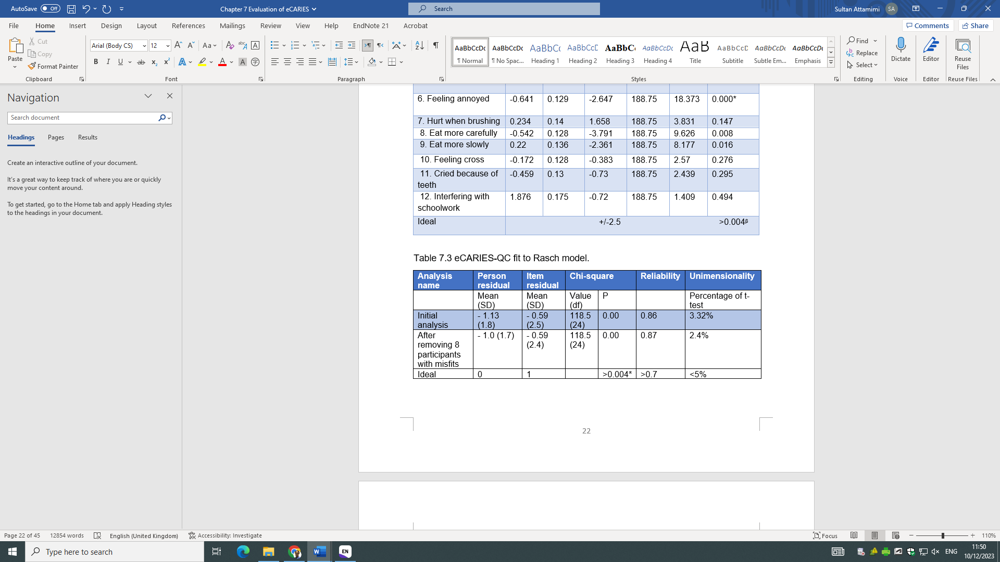 AutoSave Off Chapter 7 Evaluation of eCARIES Search Sultan Attamimi SA
File Home Insert Design Layout References Mailings Review View Help EndNote 21 Acrobat Comments Share
Paste Cut Copy Format Painter
Arial (Body CS) 12 Aa
B I U ab x₂ x² A A A
AaBbCcDc AaBbCcDc AaBbC AaBbCcD AaBbC AaBbCcDc AaB AaBbCcD AaBbCcDc AaBbCcDc
¶ Normal ¶ No Spac... Heading 1 Heading 2 Heading 3 Heading 4 Title Subtitle Subtle Em... Emphasis
Find Replace Select Dictate Editor Reuse Files
Clipboard Font Paragraph Styles Editing Voice Editor Reuse Files
Navigation
Search document
Headings Pages Results
Create an interactive outline of your document.
It's a great way to keep track of where you are or quickly
move your content around.
To get started, go to the Home tab and apply Heading styles
to the headings in your document.
6. Feeling annoyed -0.641 0.129 -2.647 188.75 18.373 0.000*
7. Hurt when brushing 0.234 0.14 1.658 188.75 3.831 0.147
8. Eat more carefully -0.542 0.128 -3.791 188.75 9.626 0.008
9. Eat more slowly 0.22 0.136 -2.361 188.75 8.177 0.016
10. Feeling cross -0.172 0.128 -0.383 188.75 2.57 0.276
11. Cried because of -0.459 0.13 -0.73 188.75 2.439 0.295
teeth
12. Interfering with 1.876 0.175 -0.72 188.75 1.409 0.494
schoolwork
Ideal +/-2.5 >0.004ᵝ
Table 7.3 eCARIES-QC fit to Rasch model.
Analysis Person Item Chi-square Reliability Unimensionality
name residual residual
Mean Mean Value P Percentage of t-
(SD) (SD) (df) test
Initial - 1.13 - 0.59 118.5 0.00 0.86 3.32%
analysis (1.8) (2.5) (24)
After - 1.0 (1.7) - 0.59 118.5 0.00 0.87 2.4%
removing 8 (2.4) (24)
participants
with misfits
Ideal 0 1 >0.004* >0.7 <5%
22
Page 22 of 45 12854 words English (United Kingdom) Accessibility: Investigate Focus 110%
Type here to search EN ENG 11:50
10/12/2023